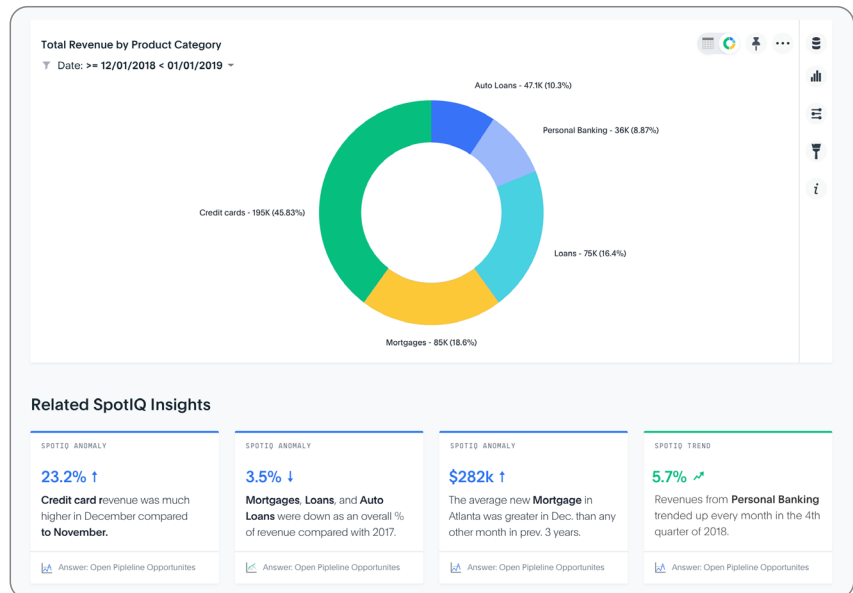 Total Revenue by Product Category
Date: >= 12/01/2018 < 01/01/2019
Auto Loans - 47.1K (10.3%)
Personal Banking - 36K (8.87%)
Credit cards - 195K (45.83%)
Loans - 75K (16.4%)
Mortgages - 85K (18.6%)
i
Related SpotIQ Insights
SPOTIQ ANOMALY
23.2% ↑
Credit card revenue was much
higher in December compared
to November.
Answer: Open Pipleline Opportunites
SPOTIQ ANOMALY
3.5% ↓
Mortgages, Loans, and Auto
Loans were down as an overall %
of revenue compared with 2017.
Answer: Open Pipleline Opportunites
SPOTIQ ANOMALY
$282k ↑
The average new Mortgage in
Atlanta was greater in Dec. than any
other month in prev. 3 years.
Answer: Open Pipleline Opportunites
SPOTIQ TREND
5.7%
Revenues from Personal Banking
trended up every month in the 4th
quarter of 2018.
Answer: Open Pipleline Opportunites